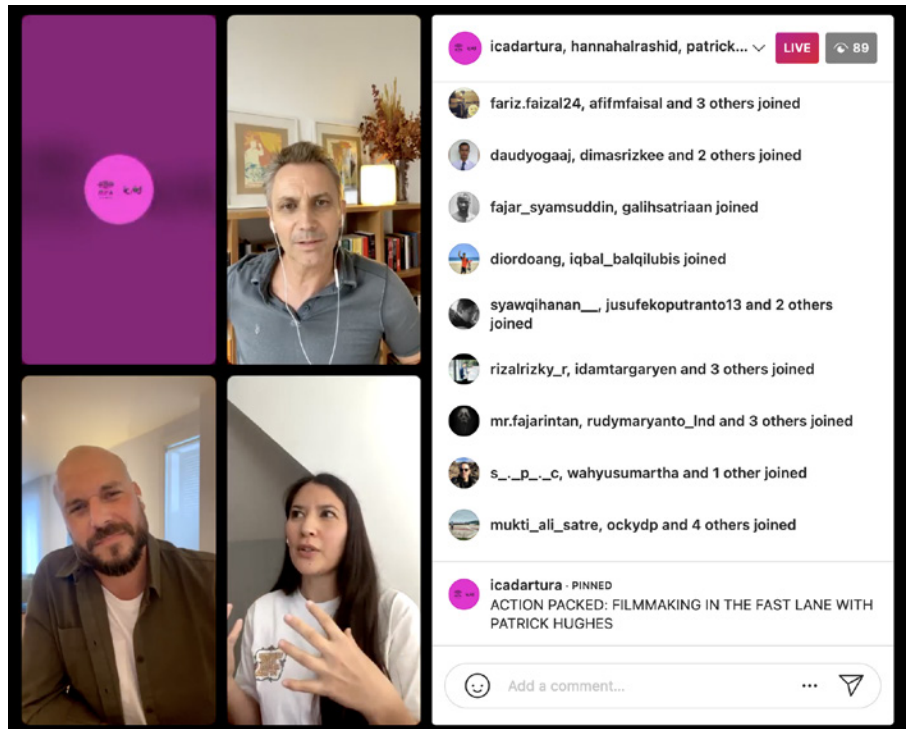 icadartura, hannahalrashid, patrick...
LIVE
89
fariz.faizal24, afifmfaisal and 3 others joined
daudyogaaj, dimasrizkee and 2 others joined
fajar_syamsuddin, galihsatriaan joined
diordoang, iqbal_balqilubis joined
syawqihanan__, jusufekoputranto13 and 2 others
joined
rizalrizky_r, idamtargaryen and 3 others joined
mr.fajarintan, rudymaryanto_lnd and 3 others joined
s_._p_._c, wahyusumartha and 1 other joined
mukti_ali_satre, ockydp and 4 others joined
icadartura · PINNED
ACTION PACKED: FILMMAKING IN THE FAST LANE WITH
PATRICK HUGHES
Add a comment...